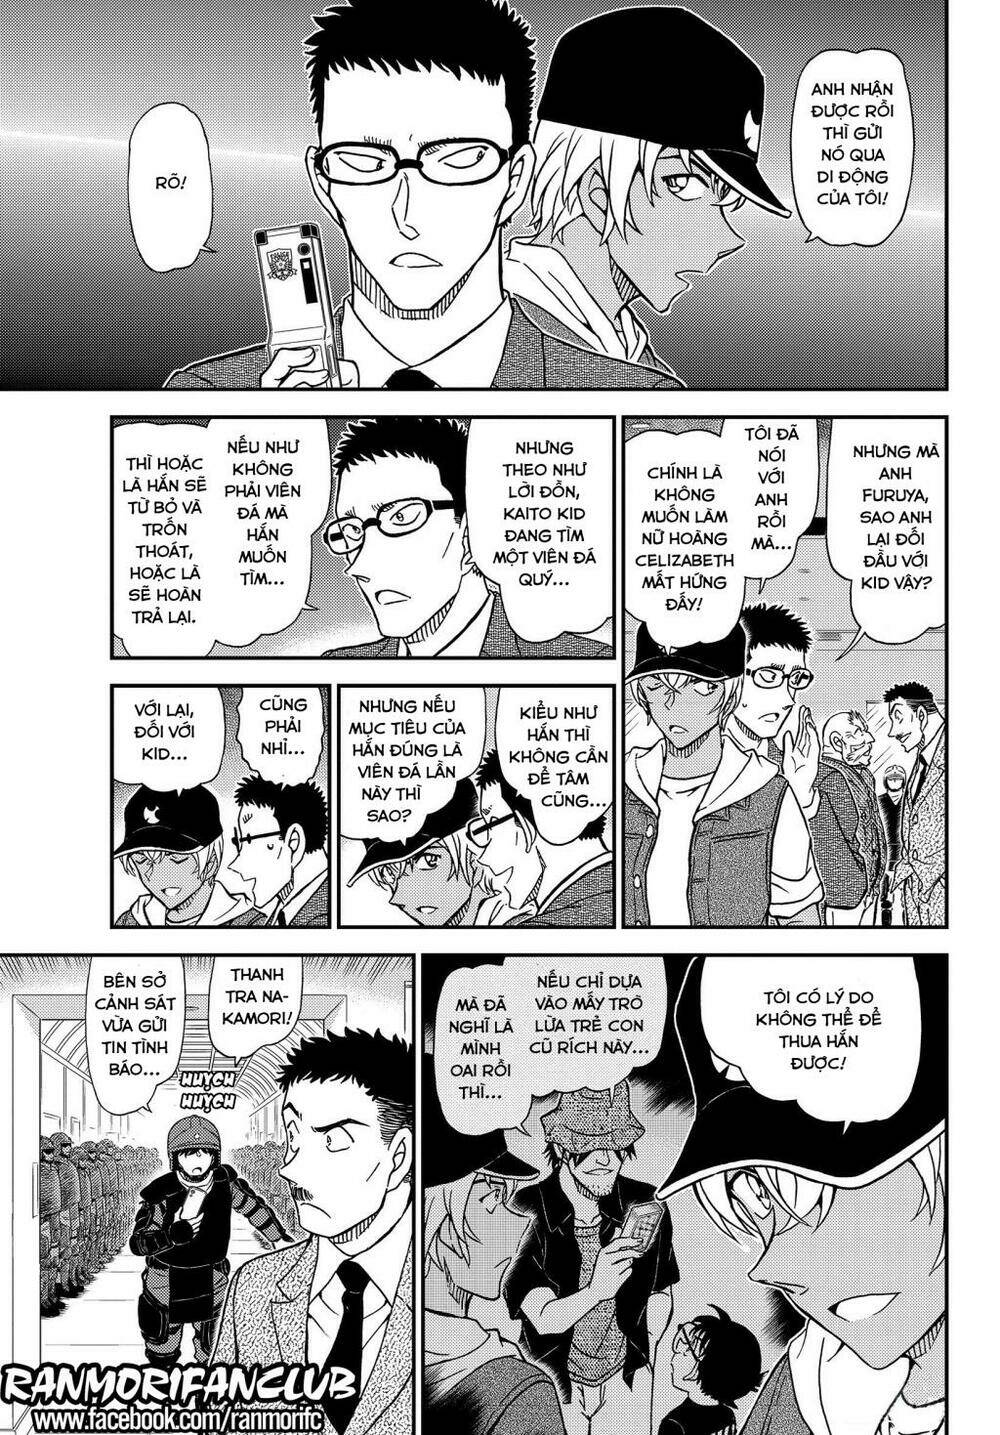 ANH NHẬN
ĐƯỢC RỒI
THÌ GỬI
NÓ QUA
DI ĐỘNG
CỦA TÔI!
RÕ!
NHƯNG MÀ
ANH
FURUYA,
SAO ANH
LẠI ĐỐI
ĐẦU VỚI
KID VẬY?
TÔI ĐÃ
NÓI
VỚI
ANH
RỒI
MÀ...
CHÍNH LÀ
KHÔNG
MUỐN LÀM
NỮ HOÀNG
CELIZABETH
MẤT HỨNG
ĐẤY!
NHƯNG
THEO NHƯ
LỜI ĐỒN,
KAITO KID
ĐANG TÌM
MỘT VIÊN ĐÁ
QUÝ...
NẾU NHƯ
KHÔNG
PHẢI VIÊN
ĐÁ MÀ
HẮN
MUỐN
TÌM...
THÌ HOẶC
LÀ HẮN SẼ
TỪ BỎ VÀ
TRỐN
THOÁT,
HOẶC LÀ
SẼ HOÀN
TRẢ LẠI.
KIỂU NHƯ
HẮN THÌ
KHÔNG CẦN
ĐỂ TÂM
CŨNG...
NHƯNG NẾU
MỤC TIÊU CỦA
HẮN ĐÚNG LÀ
VIÊN ĐÁ LẦN
NÀY THÌ
SAO?
CŨNG
PHẢI
NHỈ...
VỚI LẠI,
ĐỐI VỚI
KID...
TÔI CÓ LÝ DO
KHÔNG THỂ ĐỂ
THUA HẮN
ĐƯỢC!
NẾU CHỈ DỰA
VÀO MẤY TRÒ
LỪA TRẺ CON
CŨ RÍCH NÀY...
MÀ ĐÃ
NGHĨ LÀ
MÌNH
OAI RỒI
THÌ...
THANH
TRA NA-
KAMORI!
BÊN SỞ
CẢNH SÁT
VỪA GỬI
TIN TÌNH
BÁO...
HUỴCH
HUỴCH
RANMORIFANCLUB
www.facebook.com/ranmorifc